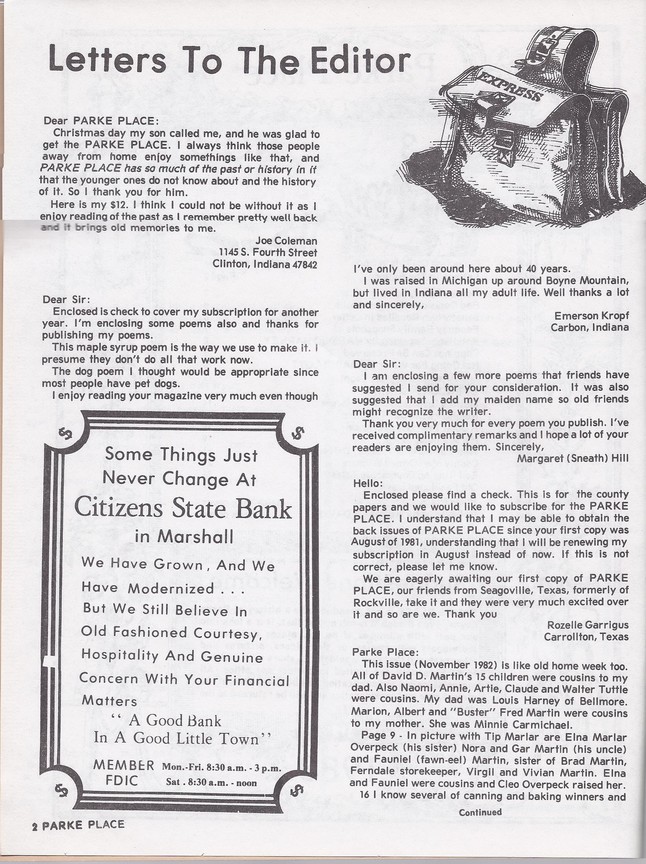 Letters To The Editor
EXPRESS
Dear PARKE PLACE:
Christmas day my son called me, and he was glad to
get the PARKE PLACE. I always think those people
away from home enjoy somethings like that, and
PARKE PLACE has so much of the past or history in it
that the younger ones do not know about and the history
of it. So I thank you for him.
Here is my $12. I think I could not be without it as I
enjoy reading of the past as I remember pretty well back
and it brings old memories to me.
Joe Coleman
1145 S. Fourth Street
Clinton, Indiana 47842
Dear Sir:
Enclosed is check to cover my subscription for another
year. I'm enclosing some poems also and thanks for
publishing my poems.
This maple syrup poem is the way we use to make it. I
presume they don't do all that work now.
The dog poem I thought would be appropriate since
most people have pet dogs.
I enjoy reading your magazine very much even though
I've only been around here about 40 years.
I was raised in Michigan up around Boyne Mountain,
but lived in Indiana all my adult life. Well thanks a lot
and sincerely,
Emerson Kropf
Carbon, Indiana
Dear Sir:
I am enclosing a few more poems that friends have
suggested I send for your consideration. It was also
suggested that I add my maiden name so old friends
might recognize the writer.
Thank you very much for every poem you publish. I've
received complimentary remarks and I hope a lot of your
readers are enjoying them. Sincerely,
Margaret (Sneath) Hill
Hello:
Enclosed please find a check. This is for the county
papers and we would like to subscribe for the PARKE
PLACE. I understand that I may be able to obtain the
back issues of PARKE PLACE since your first copy was
August of 1981, understanding that I will be renewing my
subscription in August instead of now. If this is not
correct, please let me know.
We are eagerly awaiting our first copy of PARKE
PLACE, our friends from Seagoville, Texas, formerly of
Rockville, take it and they were very much excited over
it and so are we. Thank you
Rozelle Garrigus
Carrollton, Texas
Parke Place:
This issue (November 1982) is like old home week too.
All of David D. Martin's 15 children were cousins to my
dad. Also Naomi, Annie, Artie, Claude and Walter Tuttle
were cousins. My dad was Louis Harney of Bellmore.
Marion, Albert and "Buster" Fred Martin were cousins
to my mother. She was Minnie Carmichael.
Page 9 - In picture with Tip Marlar are Elna Marlar
Overpeck (his sister) Nora and Gar Martin (his uncle)
and Fauniel (fawn-eel) Martin, sister of Brad Martin,
Ferndale storekeeper, Virgil and Vivian Martin. Elna
and Fauniel were cousins and Cleo Overpeck raised her.
16 I know several of canning and baking winners and
Continued
$ $
Some Things Just
Never Change At
Citizens State Bank
in Marshall
We Have Grown, And We
Have Modernized . . .
But We Still Believe In
Old Fashioned Courtesy,
Hospitality And Genuine
Concern With Your Financial
Matters
" A Good Bank
In A Good Little Town"
MEMBER Mon.-Fri. 8:30 a.m. - 3 p.m.
FDIC Sat. 8:30 a.m. - noon
$ $
2 PARKE PLACE